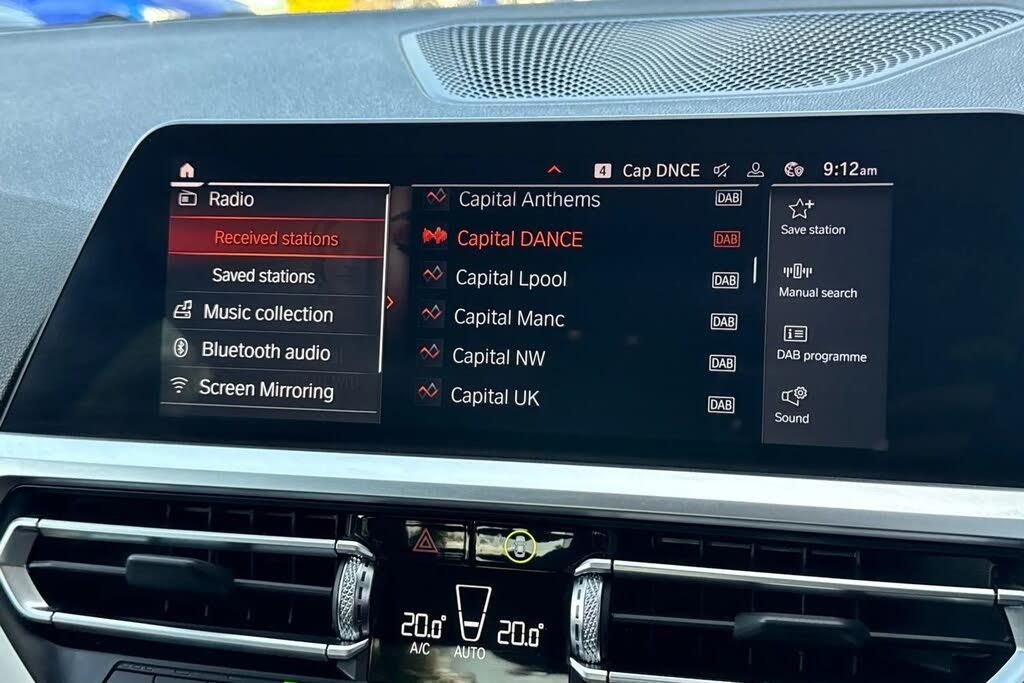 4 Cap DNCE 9:12am
Radio
Received stations
Saved stations
Music collection
Bluetooth audio
Screen Mirroring
Capital Anthems DAB
Capital DANCE DAB
Capital Lpool DAB
Capital Manc DAB
Capital NW DAB
Capital UK DAB
Save station
Manual search
DAB programme
Sound
20.0° 20.0°
A/C AUTO